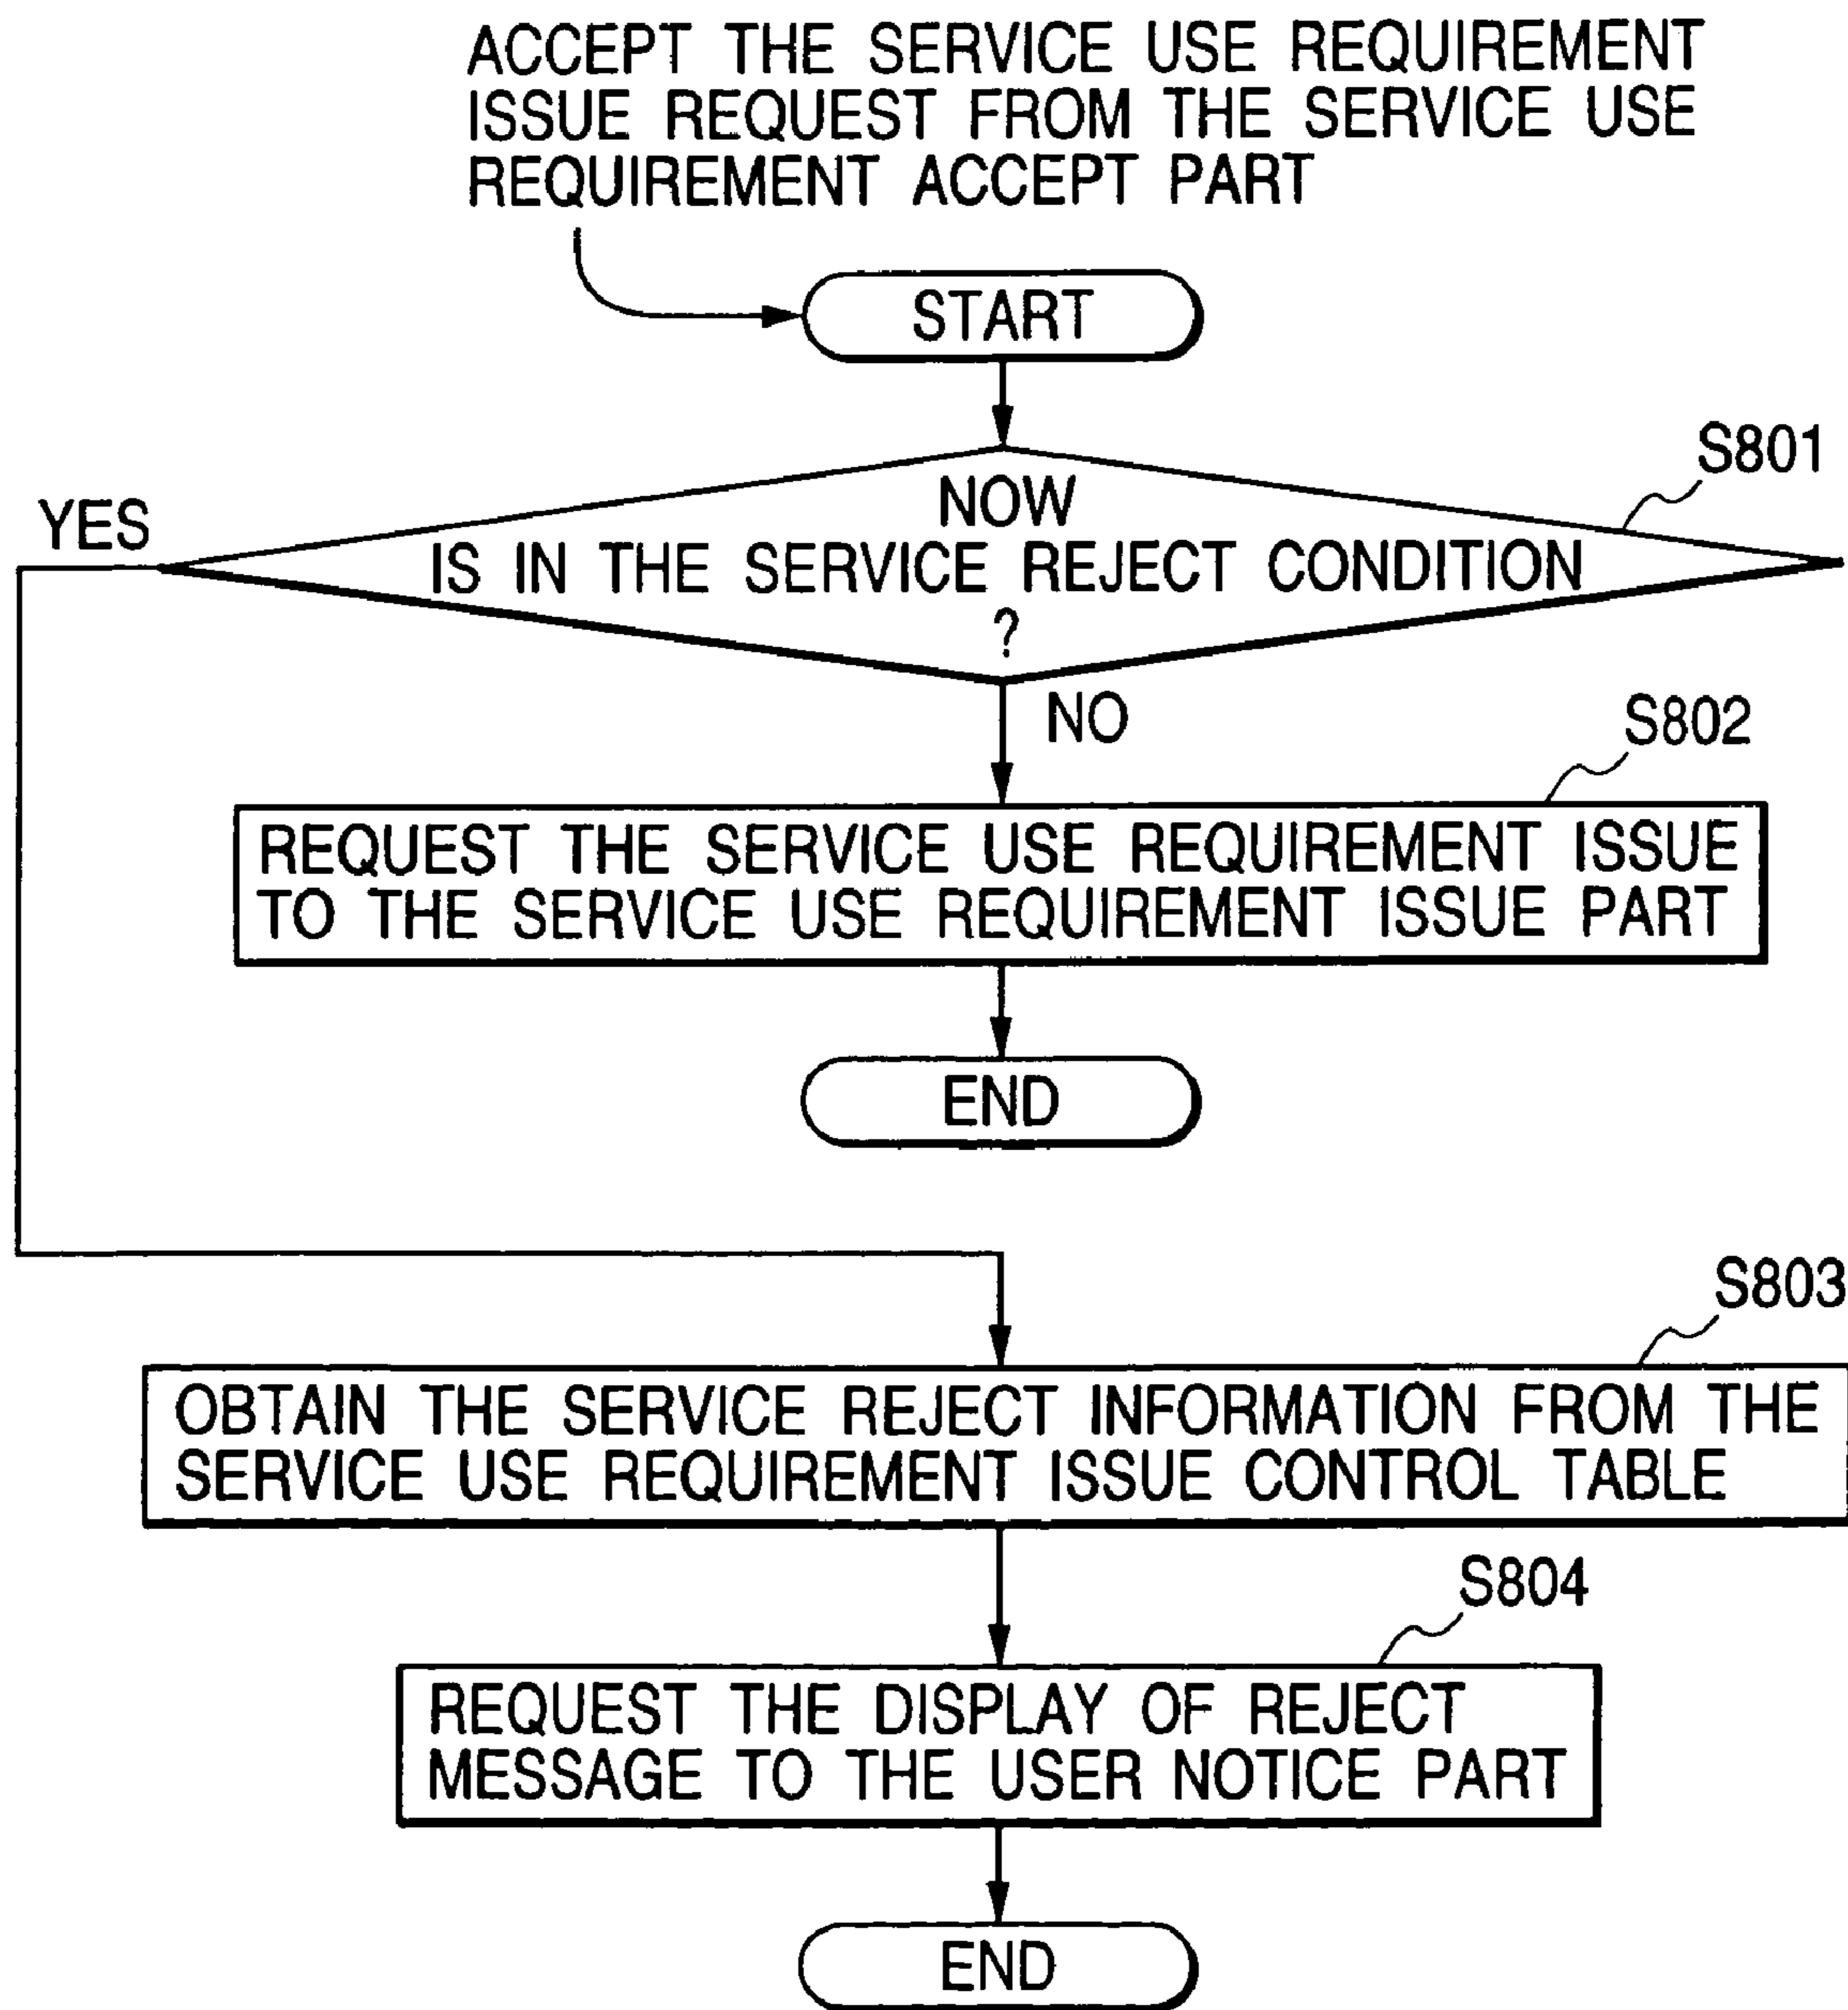 ACCEPT THE SERVICE USE REQUIREMENT
ISSUE REQUEST FROM THE SERVICE USE
REQUIREMENT ACCEPT PART
START
S801
YES
NOW
IS IN THE SERVICE REJECT CONDITION
?
NO
S802
REQUEST THE SERVICE USE REQUIREMENT ISSUE
TO THE SERVICE USE REQUIREMENT ISSUE PART
END
S803
OBTAIN THE SERVICE REJECT INFORMATION FROM THE
SERVICE USE REQUIREMENT ISSUE CONTROL TABLE
S804
REQUEST THE DISPLAY OF REJECT
MESSAGE TO THE USER NOTICE PART
END